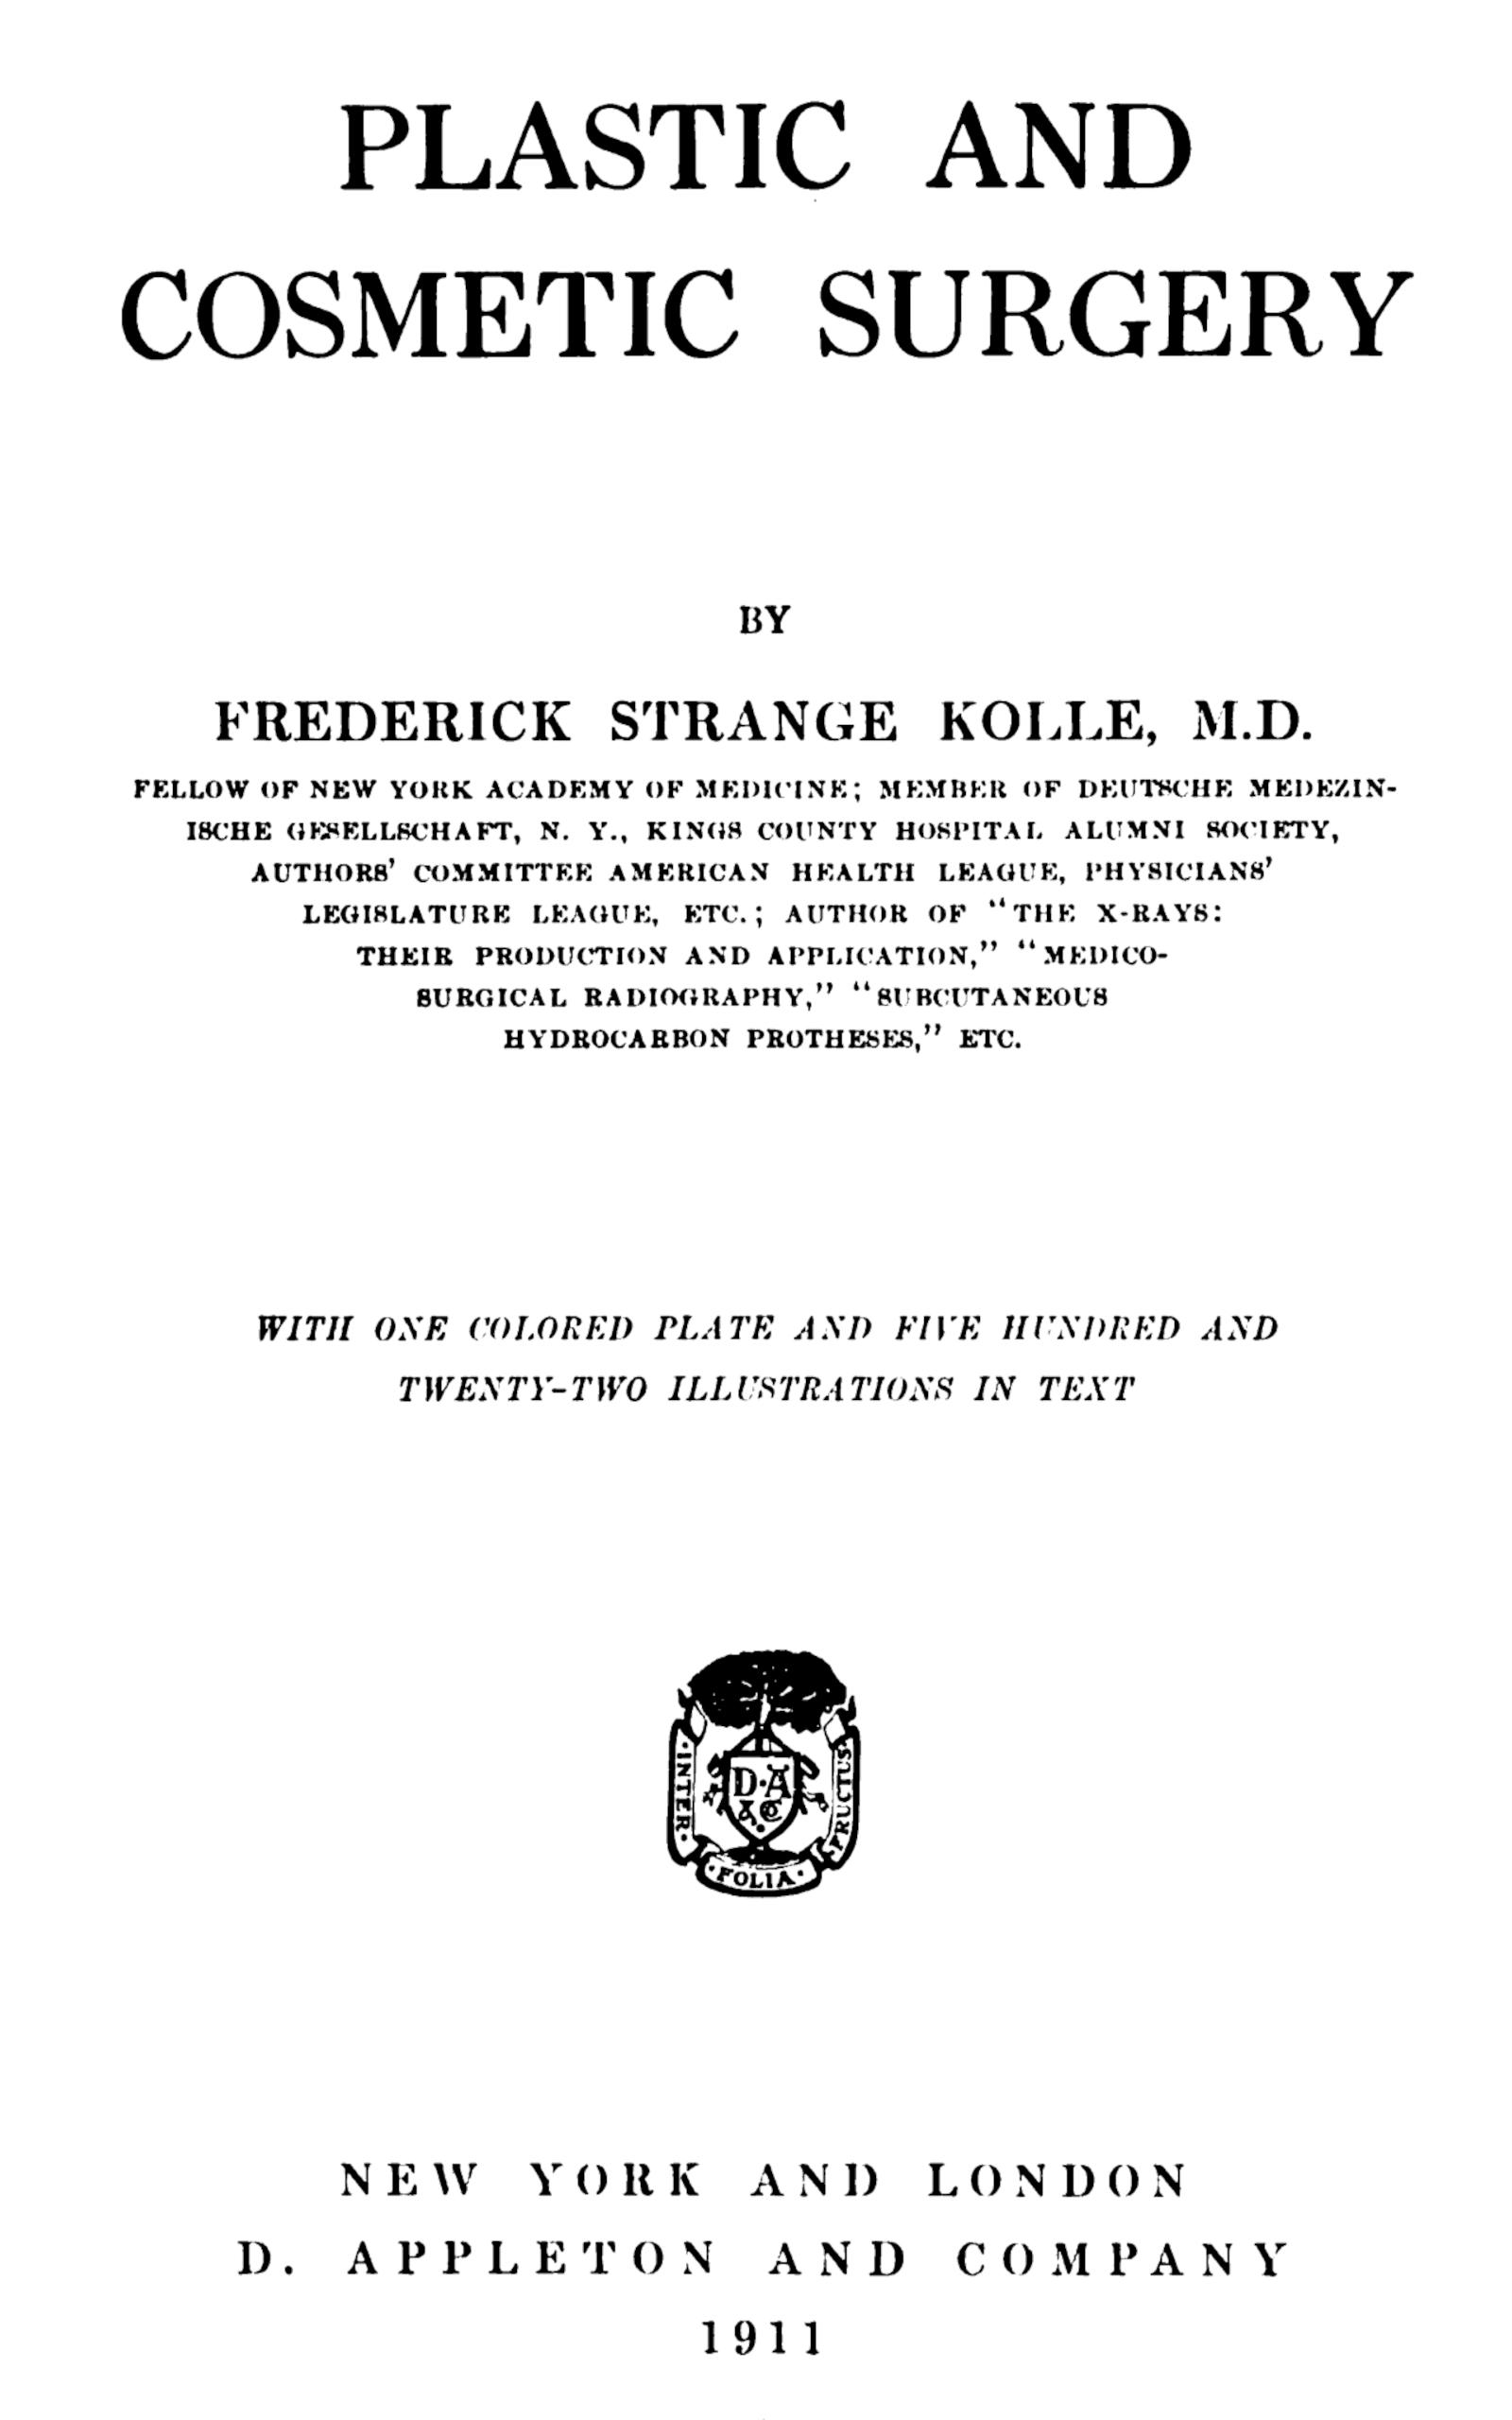 PLASTIC AND
COSMETIC SURGERY
BY
FREDERICK STRANGE KOLLE, M.D.
FELLOW OF NEW YORK ACADEMY OF MEDICINE; MEMBER OF DEUTSCHE MEDEZIN-
ISCHE GESELLSCHAFT, N. Y., KINGS COUNTY HOSPITAL ALUMNI SOCIETY,
AUTHORS' COMMITTEE AMERICAN HEALTH LEAGUE, PHYSICIANS'
LEGISLATURE LEAGUE, ETC.; AUTHOR OF "THE X-RAYS:
THEIR PRODUCTION AND APPLICATION," "MEDICO-
SURGICAL RADIOGRAPHY," "SUBCUTANEOUS
HYDROCARBON PROTHESES," ETC.
WITH ONE COLORED PLATE AND FIVE HUNDRED AND
TWENTY-TWO ILLUSTRATIONS IN TEXT
·INTER·
·FOLIA·
FRUCTUS·
D·A
& Co
NEW YORK AND LONDON
D. APPLETON AND COMPANY
1911